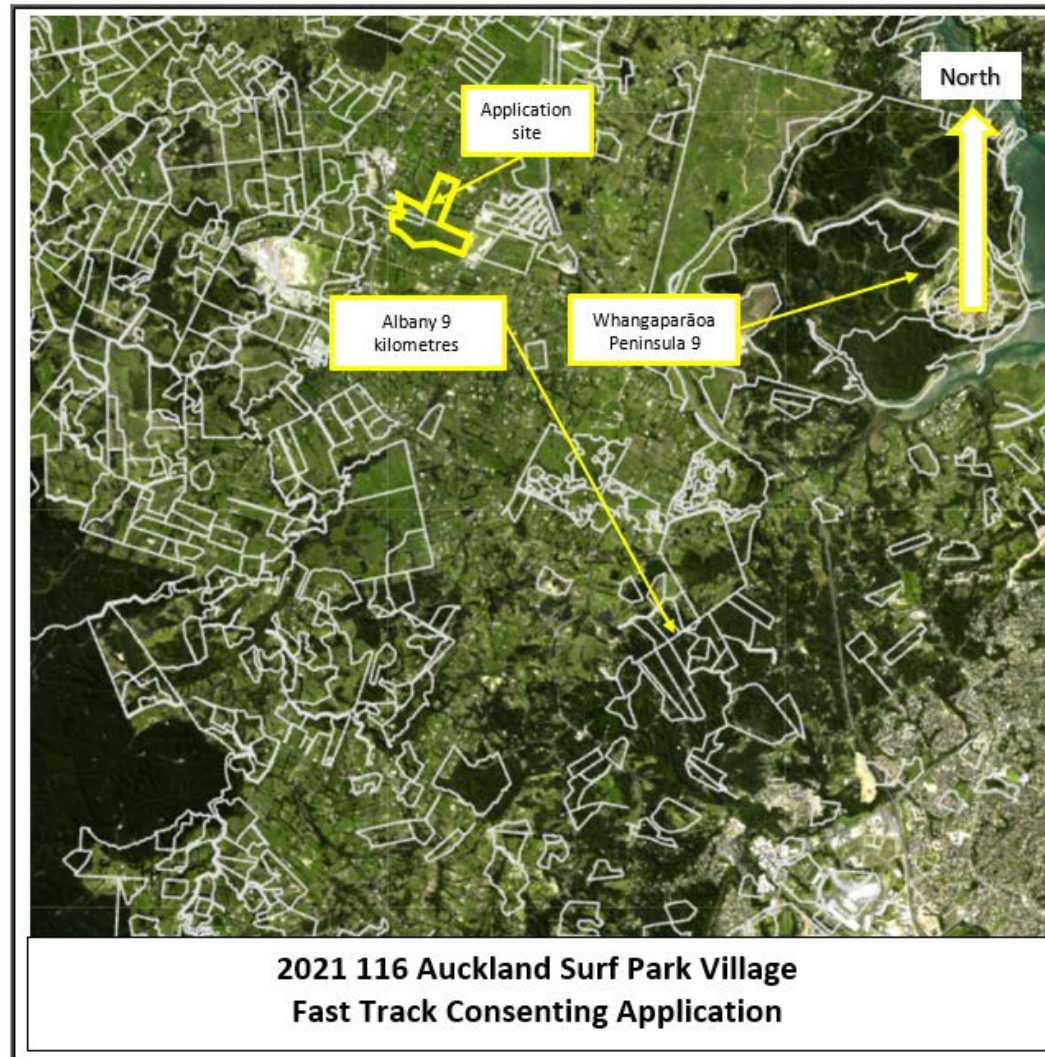 North
Application
site
Albany 9
kilometres
Whangaparāoa
Peninsula 9
2021 116 Auckland Surf Park Village
Fast Track Consenting Application